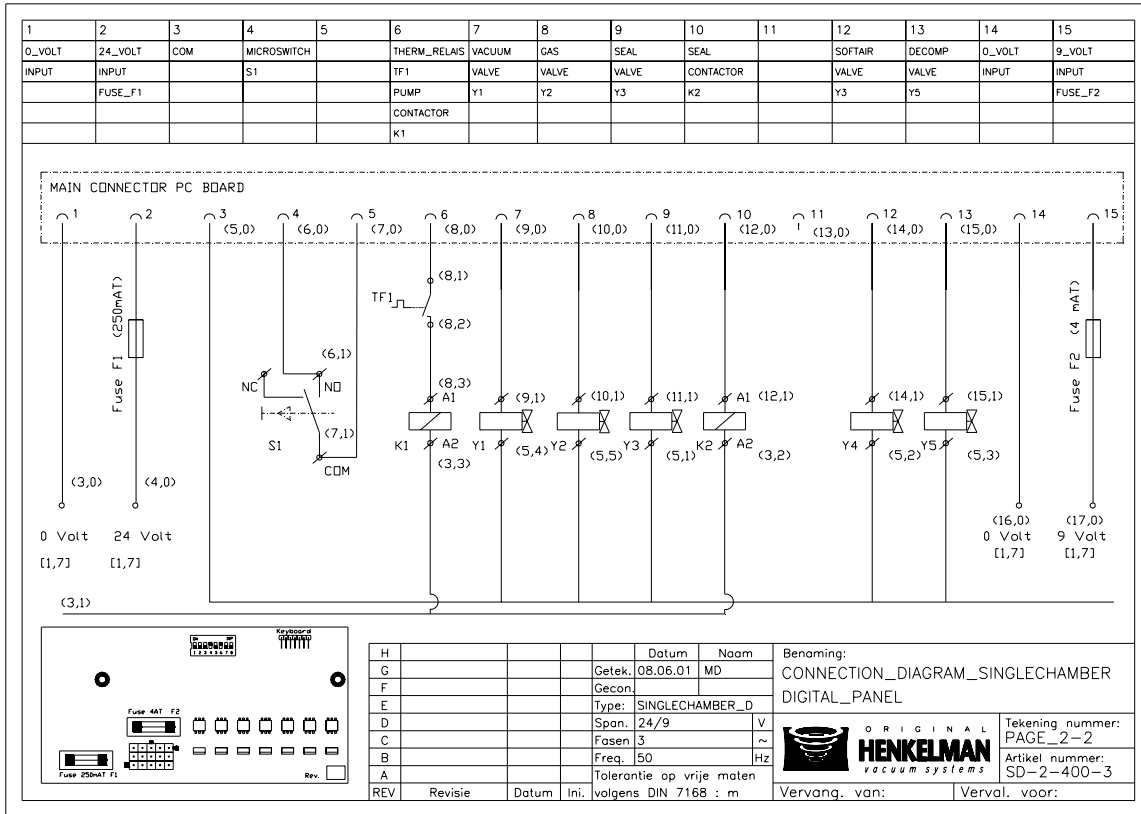 1 2 3 4 5 6 7 8 9 10 11 12 15
0_VOLT 24_VOLT COM MICROSWITCH THERM_RELAIS VACUUM GAS SEAL SEAL SOFTAIR DECOMP 0_VOLT 9_VOLT
INPUT INPUT S1 TF1 VALVE VALVE VALVE CONTACTOR VALVE VALVE INPUT INPUT
FUSE_F1 PUMP Y1 Y2 Y3 K2 Y3 Y5 FUSE_F2
CONTACTOR
K1
MAIN CONNECTOR PC BOARD
1 2 3 4 5 6 7 8 9 10 11 12 13 14 15
(5,0) (6,0) (7,0) (8,0) (9,0) (10,0) (11,0) (12,0) (13,0) (14,0) (15,0)
(8,1)
TF1
(8,2)
Fuse F1 (250mAT)
Fuse F2 (4 mAT)
(6,1)
NC NO
(8,3)
A1 (9,1) (10,1) (11,1) A1 (12,1) (14,1) (15,1)
(7,1)
S1 K1 A2 Y1 (5,4) Y2 (5,5) Y3 (5,1) K2 A2 Y4 (5,2) Y5 (5,3)
COM (3,3) (3,2)
(3,0) (4,0)
(16,0) (17,0)
0 Volt 24 Volt 0 Volt 9 Volt
[1,7] [1,7] [1,7] [1,7]
(3,1)
Keyboard
1 2 3 4 5 6 7 8
Fuse 4AT F2
Fuse 250mAT F1
Rev.
H Datum Naam
G Getek. 08.06.01 MD
F Gecon.
E Type: SINGLECHAMBER_D
D Span. 24/9 V
C Fasen 3 ~
B Freq. 50 Hz
A Tolerantie op vrije maten
REV Revisie Datum Ini. volgens DIN 7168 : m
Benaming:
CONNECTION_DIAGRAM_SINGLECHAMBER
DIGITAL_PANEL
ORIGINAL
HENKELMAN
vacuum systems
Tekening nummer:
PAGE_2-2
Artikel nummer:
SD-2-400-3
Vervang. van: Verval. voor: